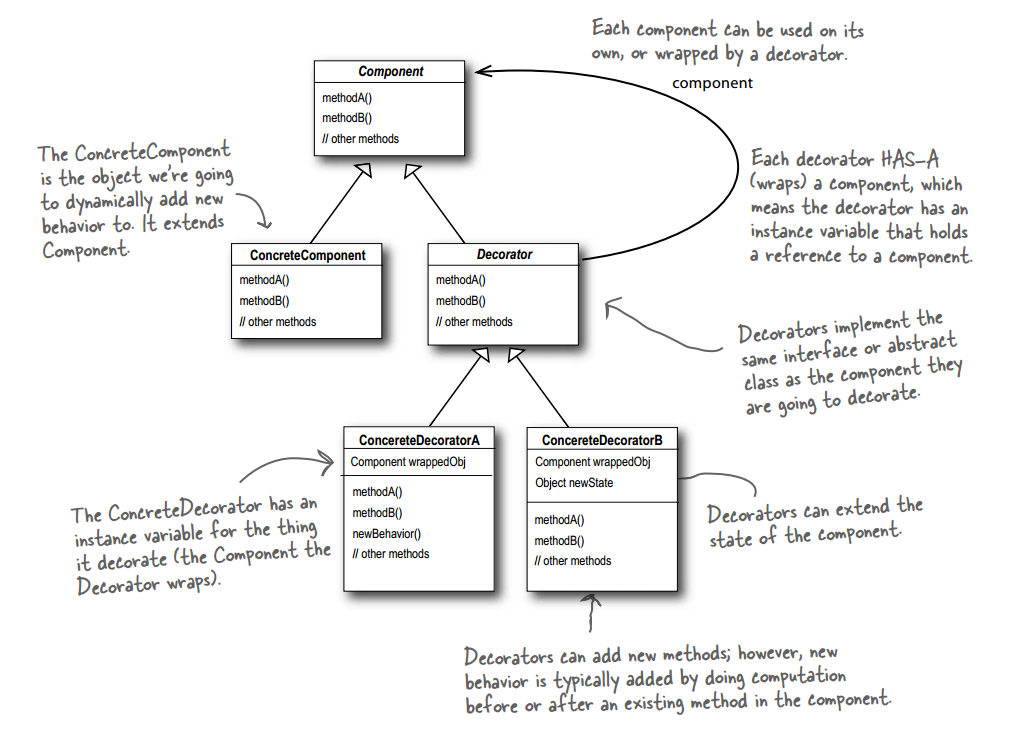 Each component can be used on its
own, or wrapped by a decorator.
component
Component
methodA()
methodB()
// other methods
The ConcreteComponent
is the object we're going
to dynamically add new
behavior to. It extends
Component.
Each decorator HAS-A
(wraps) a component, which
means the decorator has an
instance variable that holds
a reference to a component.
ConcreteComponent
methodA()
methodB()
// other methods
Decorator
methodA()
methodB()
// other methods
Decorators implement the
same interface or abstract
class as the component they
are going to decorate.
ConcereteDecoratorA
Component wrappedObj
methodA()
methodB()
newBehavior()
// other methods
ConcereteDecoratorB
Component wrappedObj
Object newState
methodA()
methodB()
// other methods
The ConcreteDecorator has an
instance variable for the thing
it decorate (the Component the
Decorator wraps).
Decorators can extend the
state of the component.
Decorators can add new methods; however, new
behavior is typically added by doing computation
before or after an existing method in the component.